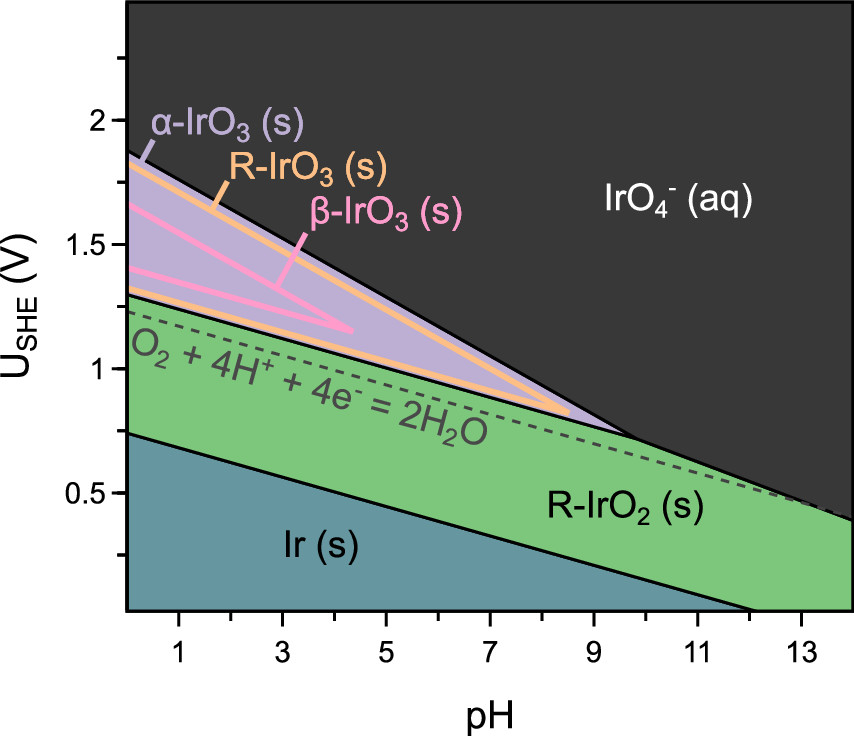 2
1.5
1
0.5
U_SHE (V)
α-IrO₃ (s)
R-IrO₃ (s)
β-IrO₃ (s)
IrO₄⁻ (aq)
O₂ + 4H⁺ + 4e⁻ = 2H₂O
R-IrO₂ (s)
Ir (s)
1 3 5 7 9 11 13
pH